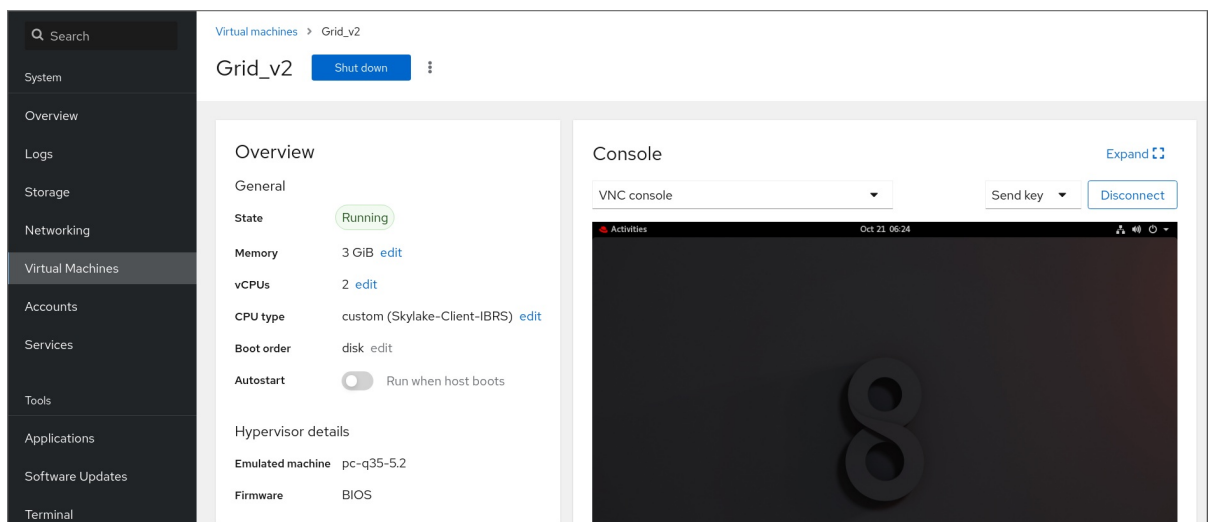 Search
System
Overview
Logs
Storage
Networking
Virtual Machines
Accounts
Services
Tools
Applications
Software Updates
Terminal
Virtual machines > Grid_v2
Grid_v2 Shut down
Overview
General
State Running
Memory 3 GiB edit
vCPUs 2 edit
CPU type custom (Skylake-Client-IBRS) edit
Boot order disk edit
Autostart Run when host boots
Hypervisor details
Emulated machine pc-q35-5.2
Firmware BIOS
Console Expand
VNC console Send key Disconnect
Activities Oct 21 06:24
8